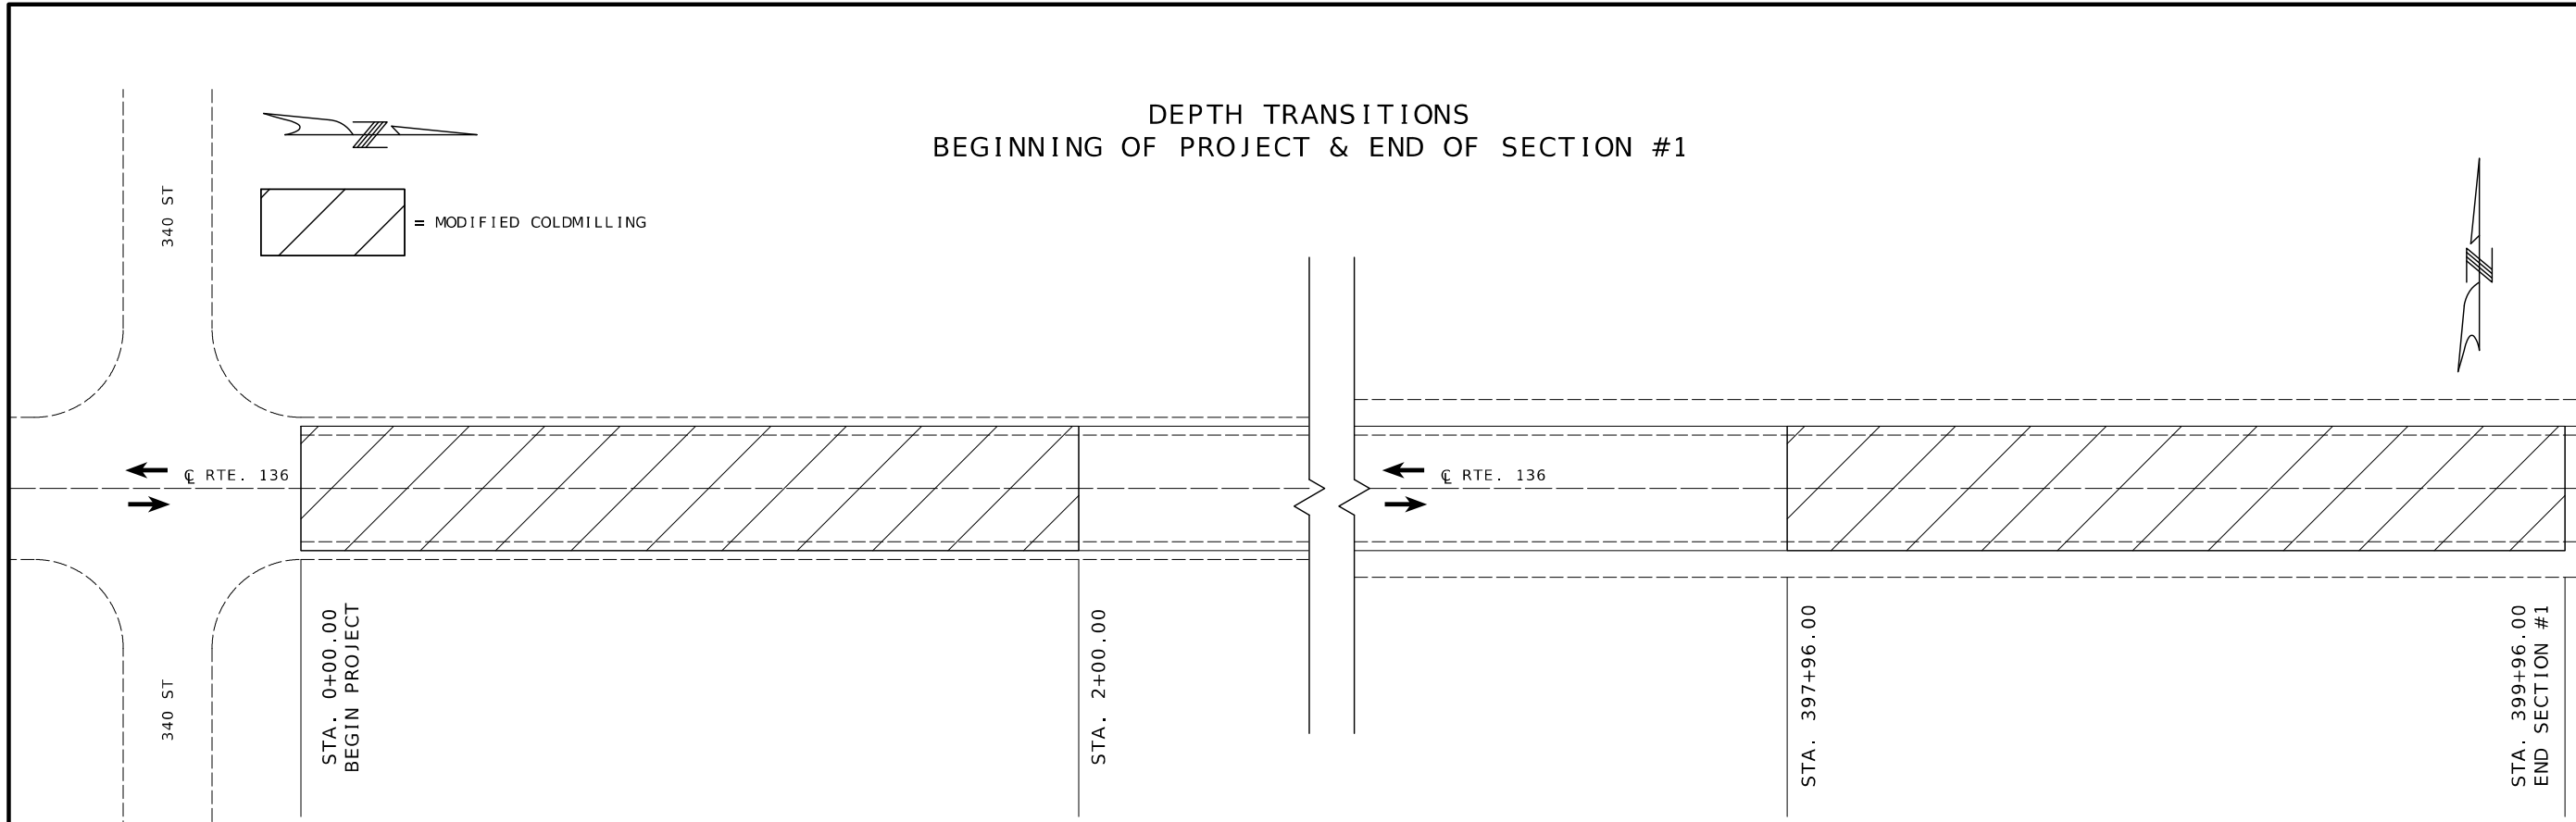 DEPTH TRANSITIONS
BEGINNING OF PROJECT & END OF SECTION #1
N
340 ST
= MODIFIED COLDMILLING
N
℄ RTE. 136
℄ RTE. 136
340 ST
STA. 0+00.00
BEGIN PROJECT
STA. 2+00.00
STA. 397+96.00
STA. 399+96.00
END SECTION #1